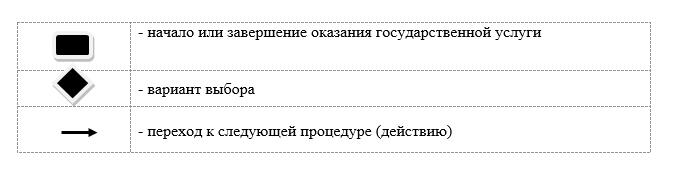 - начало или завершение оказания государственной услуги
- вариант выбора
- переход к следующей процедуре (действию)